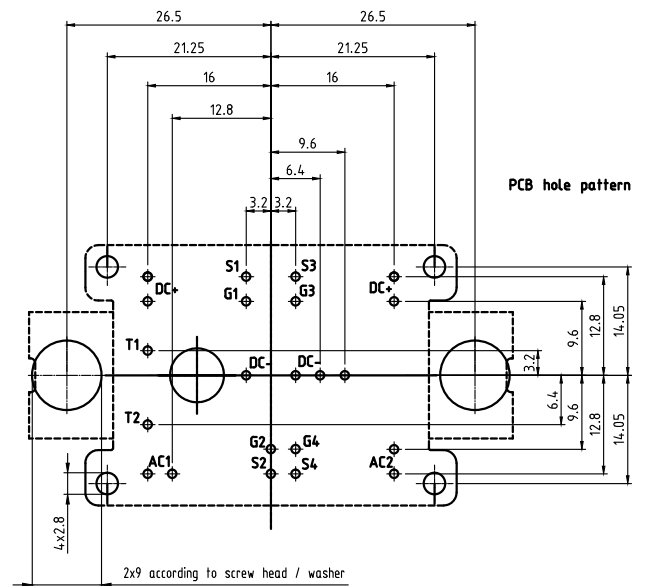 26.5 26.5
21.25 21.25
16 16
12.8
9.6
6.4
PCB hole pattern
3.2 3.2
S1 S3
DC+ DC+
G1 G3
T1
DC- DC-
3.2
9.6
12.8
14.05
6.4
9.6
12.8
14.05
T2
G2 G4
AC1 S2 S4 AC2
4x2.8
2x9 according to screw head / washer